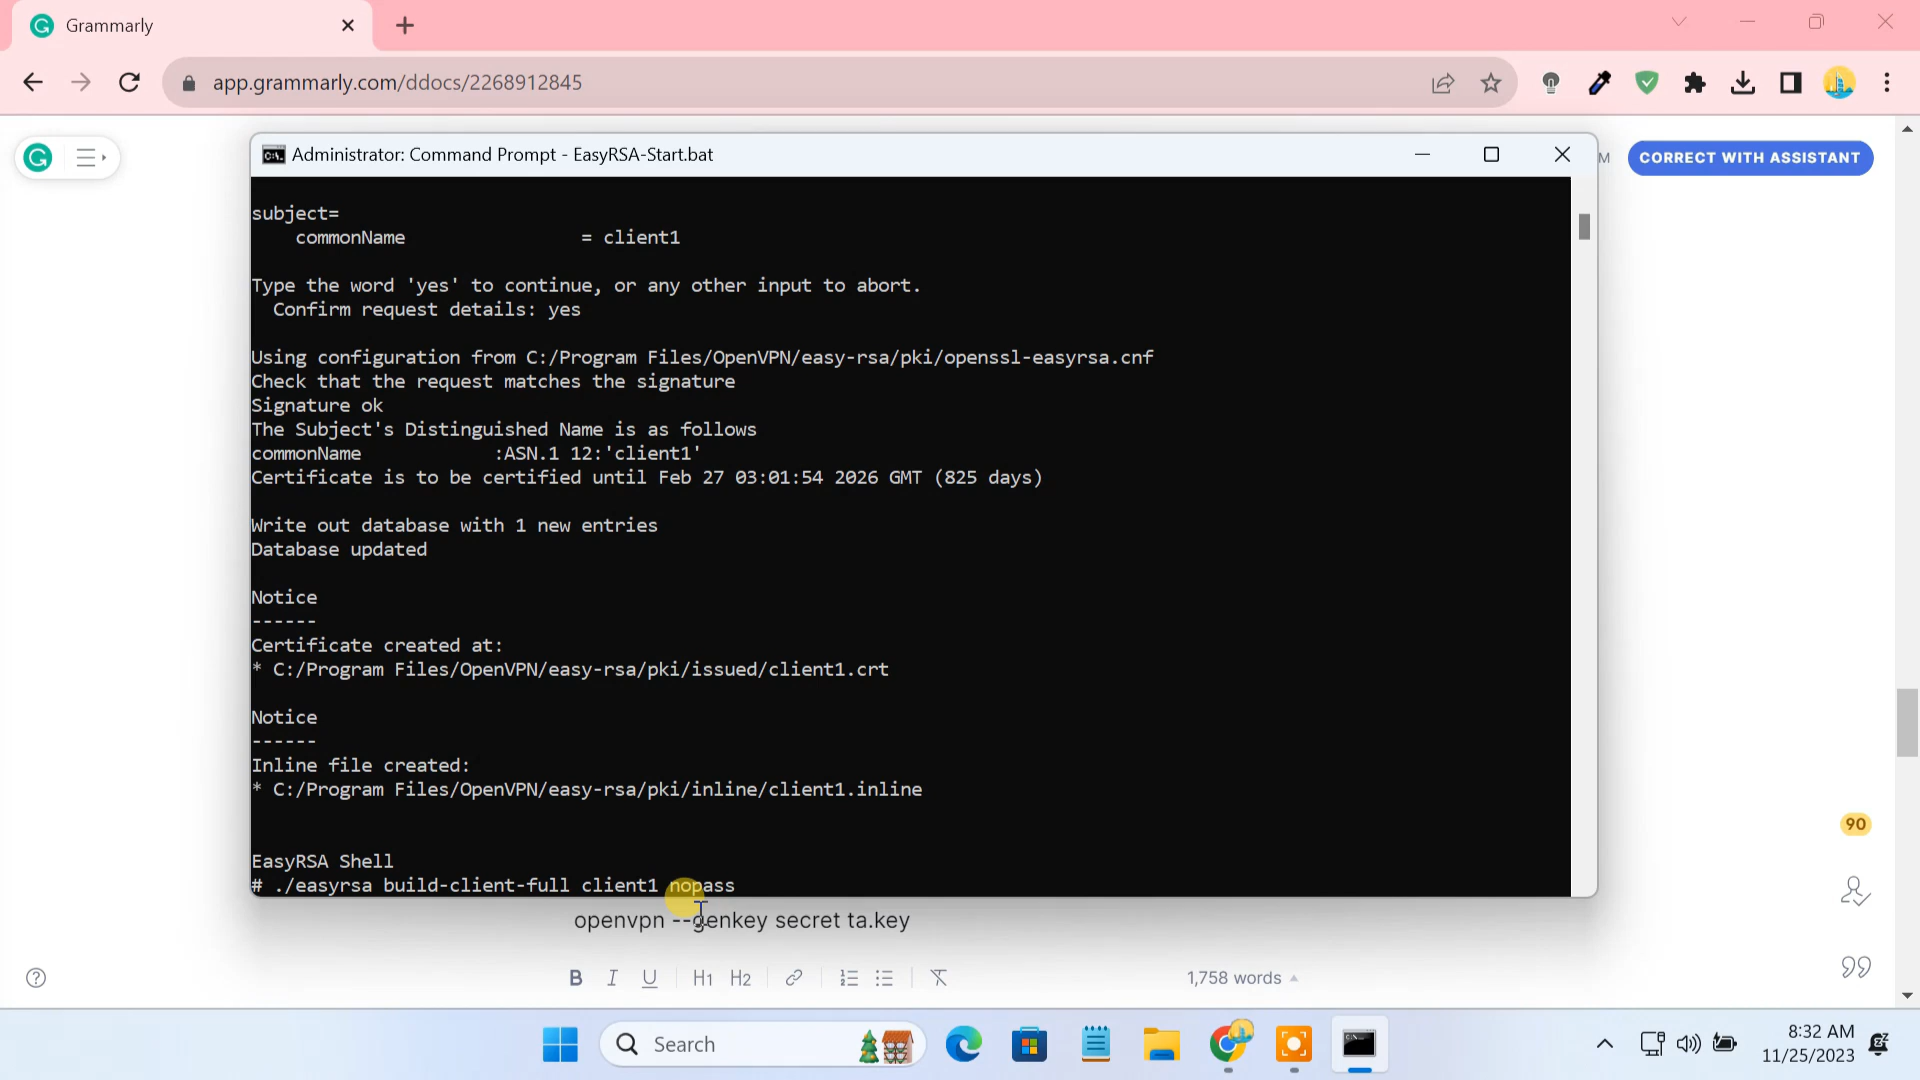 Grammarly
app.grammarly.com/ddocs/2268912845
Administrator: Command Prompt - EasyRSA-Start.bat
M
CORRECT WITH ASSISTANT
subject=
commonName = client1
Type the word 'yes' to continue, or any other input to abort.
Confirm request details: yes
Using configuration from C:/Program Files/OpenVPN/easy-rsa/pki/openssl-easyrsa.cnf
Check that the request matches the signature
Signature ok
The Subject's Distinguished Name is as follows
commonName :ASN.1 12:'client1'
Certificate is to be certified until Feb 27 03:01:54 2026 GMT (825 days)
Write out database with 1 new entries
Database updated
Notice
------
Certificate created at:
* C:/Program Files/OpenVPN/easy-rsa/pki/issued/client1.crt
Notice
------
Inline file created:
* C:/Program Files/OpenVPN/easy-rsa/pki/inline/client1.inline
EasyRSA Shell
# ./easyrsa build-client-full client1 nopass
openvpn --genkey secret ta.key
90
B I U H1 H2
1,758 words
Search
8:32 AM
11/25/2023